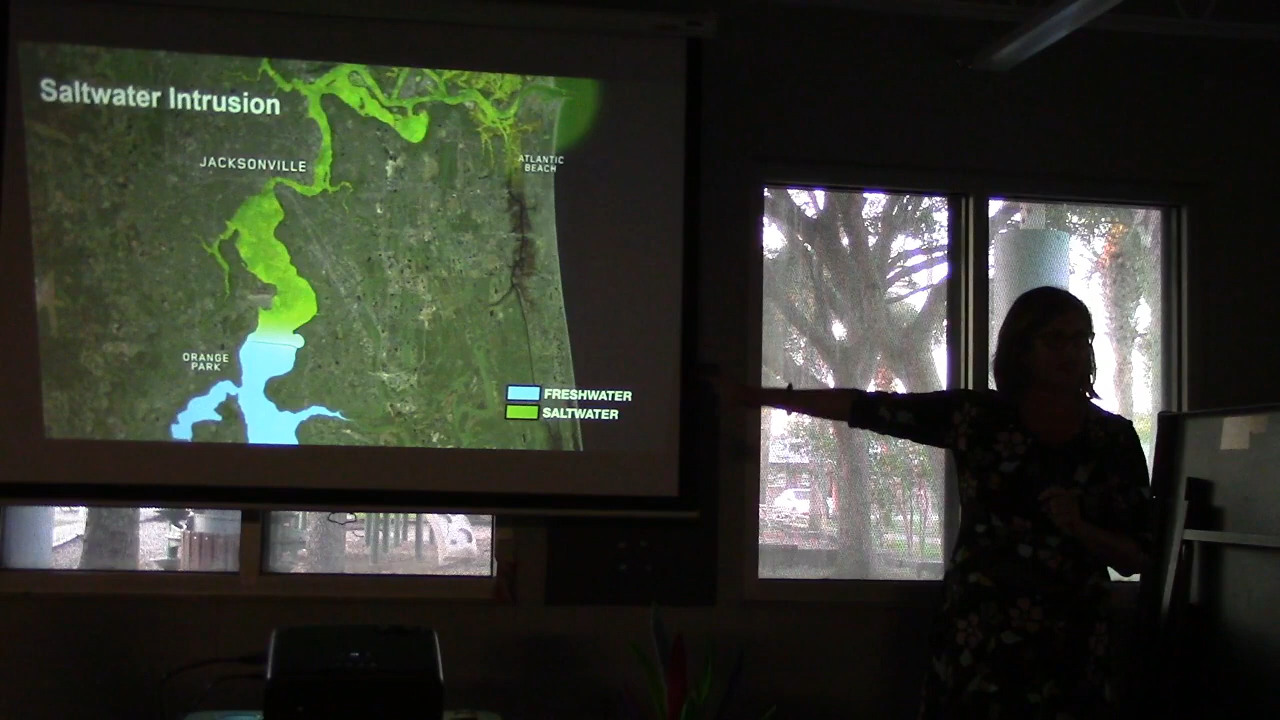 Saltwater Intrusion
JACKSONVILLE
ATLANTIC
BEACH
ORANGE
PARK
FRESHWATER
SALTWATER